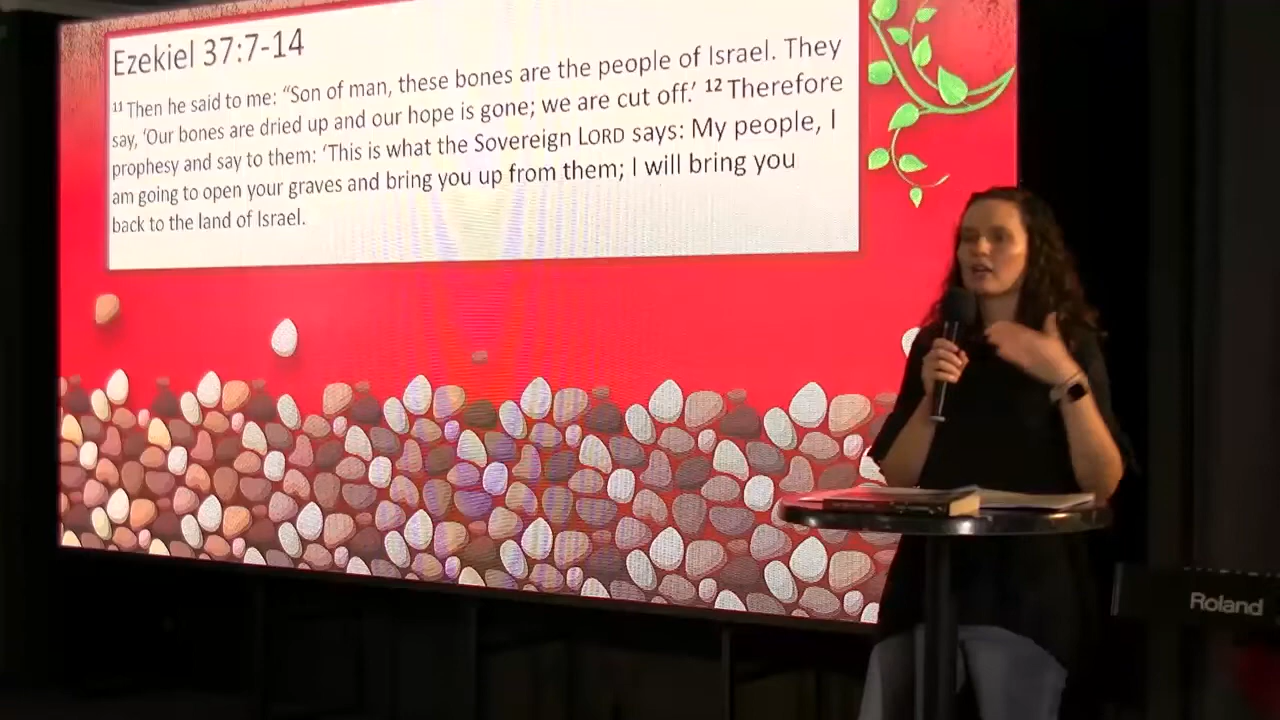 Ezekiel 37:7-14
11 Then he said to me: “Son of man, these bones are the people of Israel. They
say, ‘Our bones are dried up and our hope is gone; we are cut off.’ 12 Therefore
prophesy and say to them: ‘This is what the Sovereign LORD says: My people, I
am going to open your graves and bring you up from them; I will bring you
back to the land of Israel.
Roland